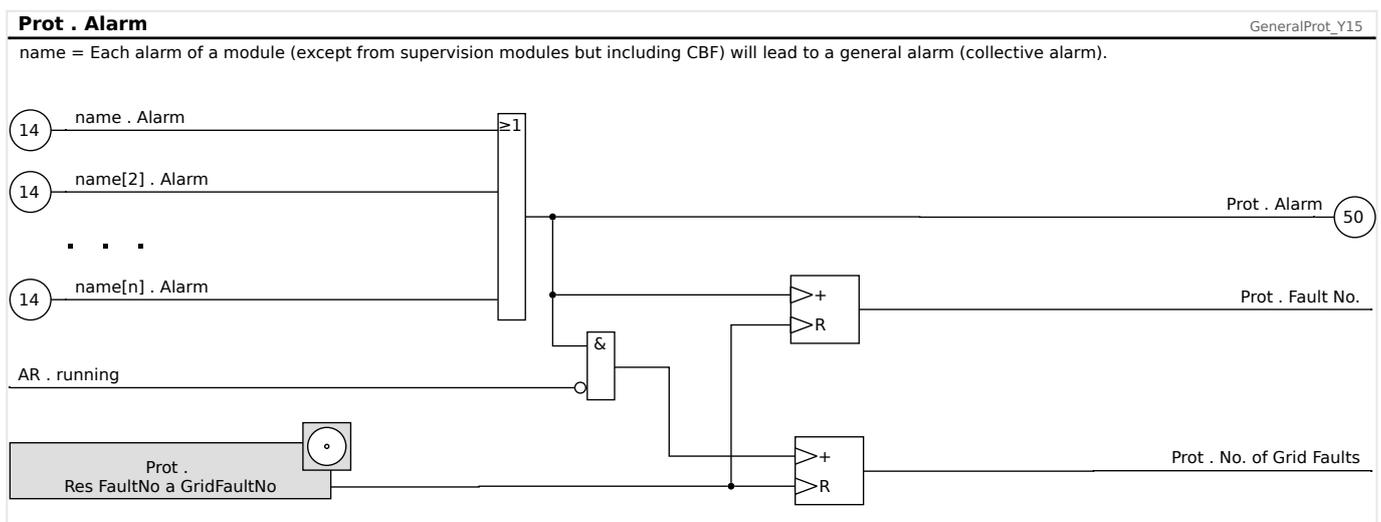 Prot . Alarm
GeneralProt_Y15
name = Each alarm of a module (except from supervision modules but including CBF) will lead to a general alarm (collective alarm).
14
name . Alarm
≥1
14
name[2] . Alarm
Prot . Alarm
50
14
name[n] . Alarm
+
Prot . Fault No.
R
&
AR . running
Prot .
Res FaultNo a GridFaultNo
+
Prot . No. of Grid Faults
R